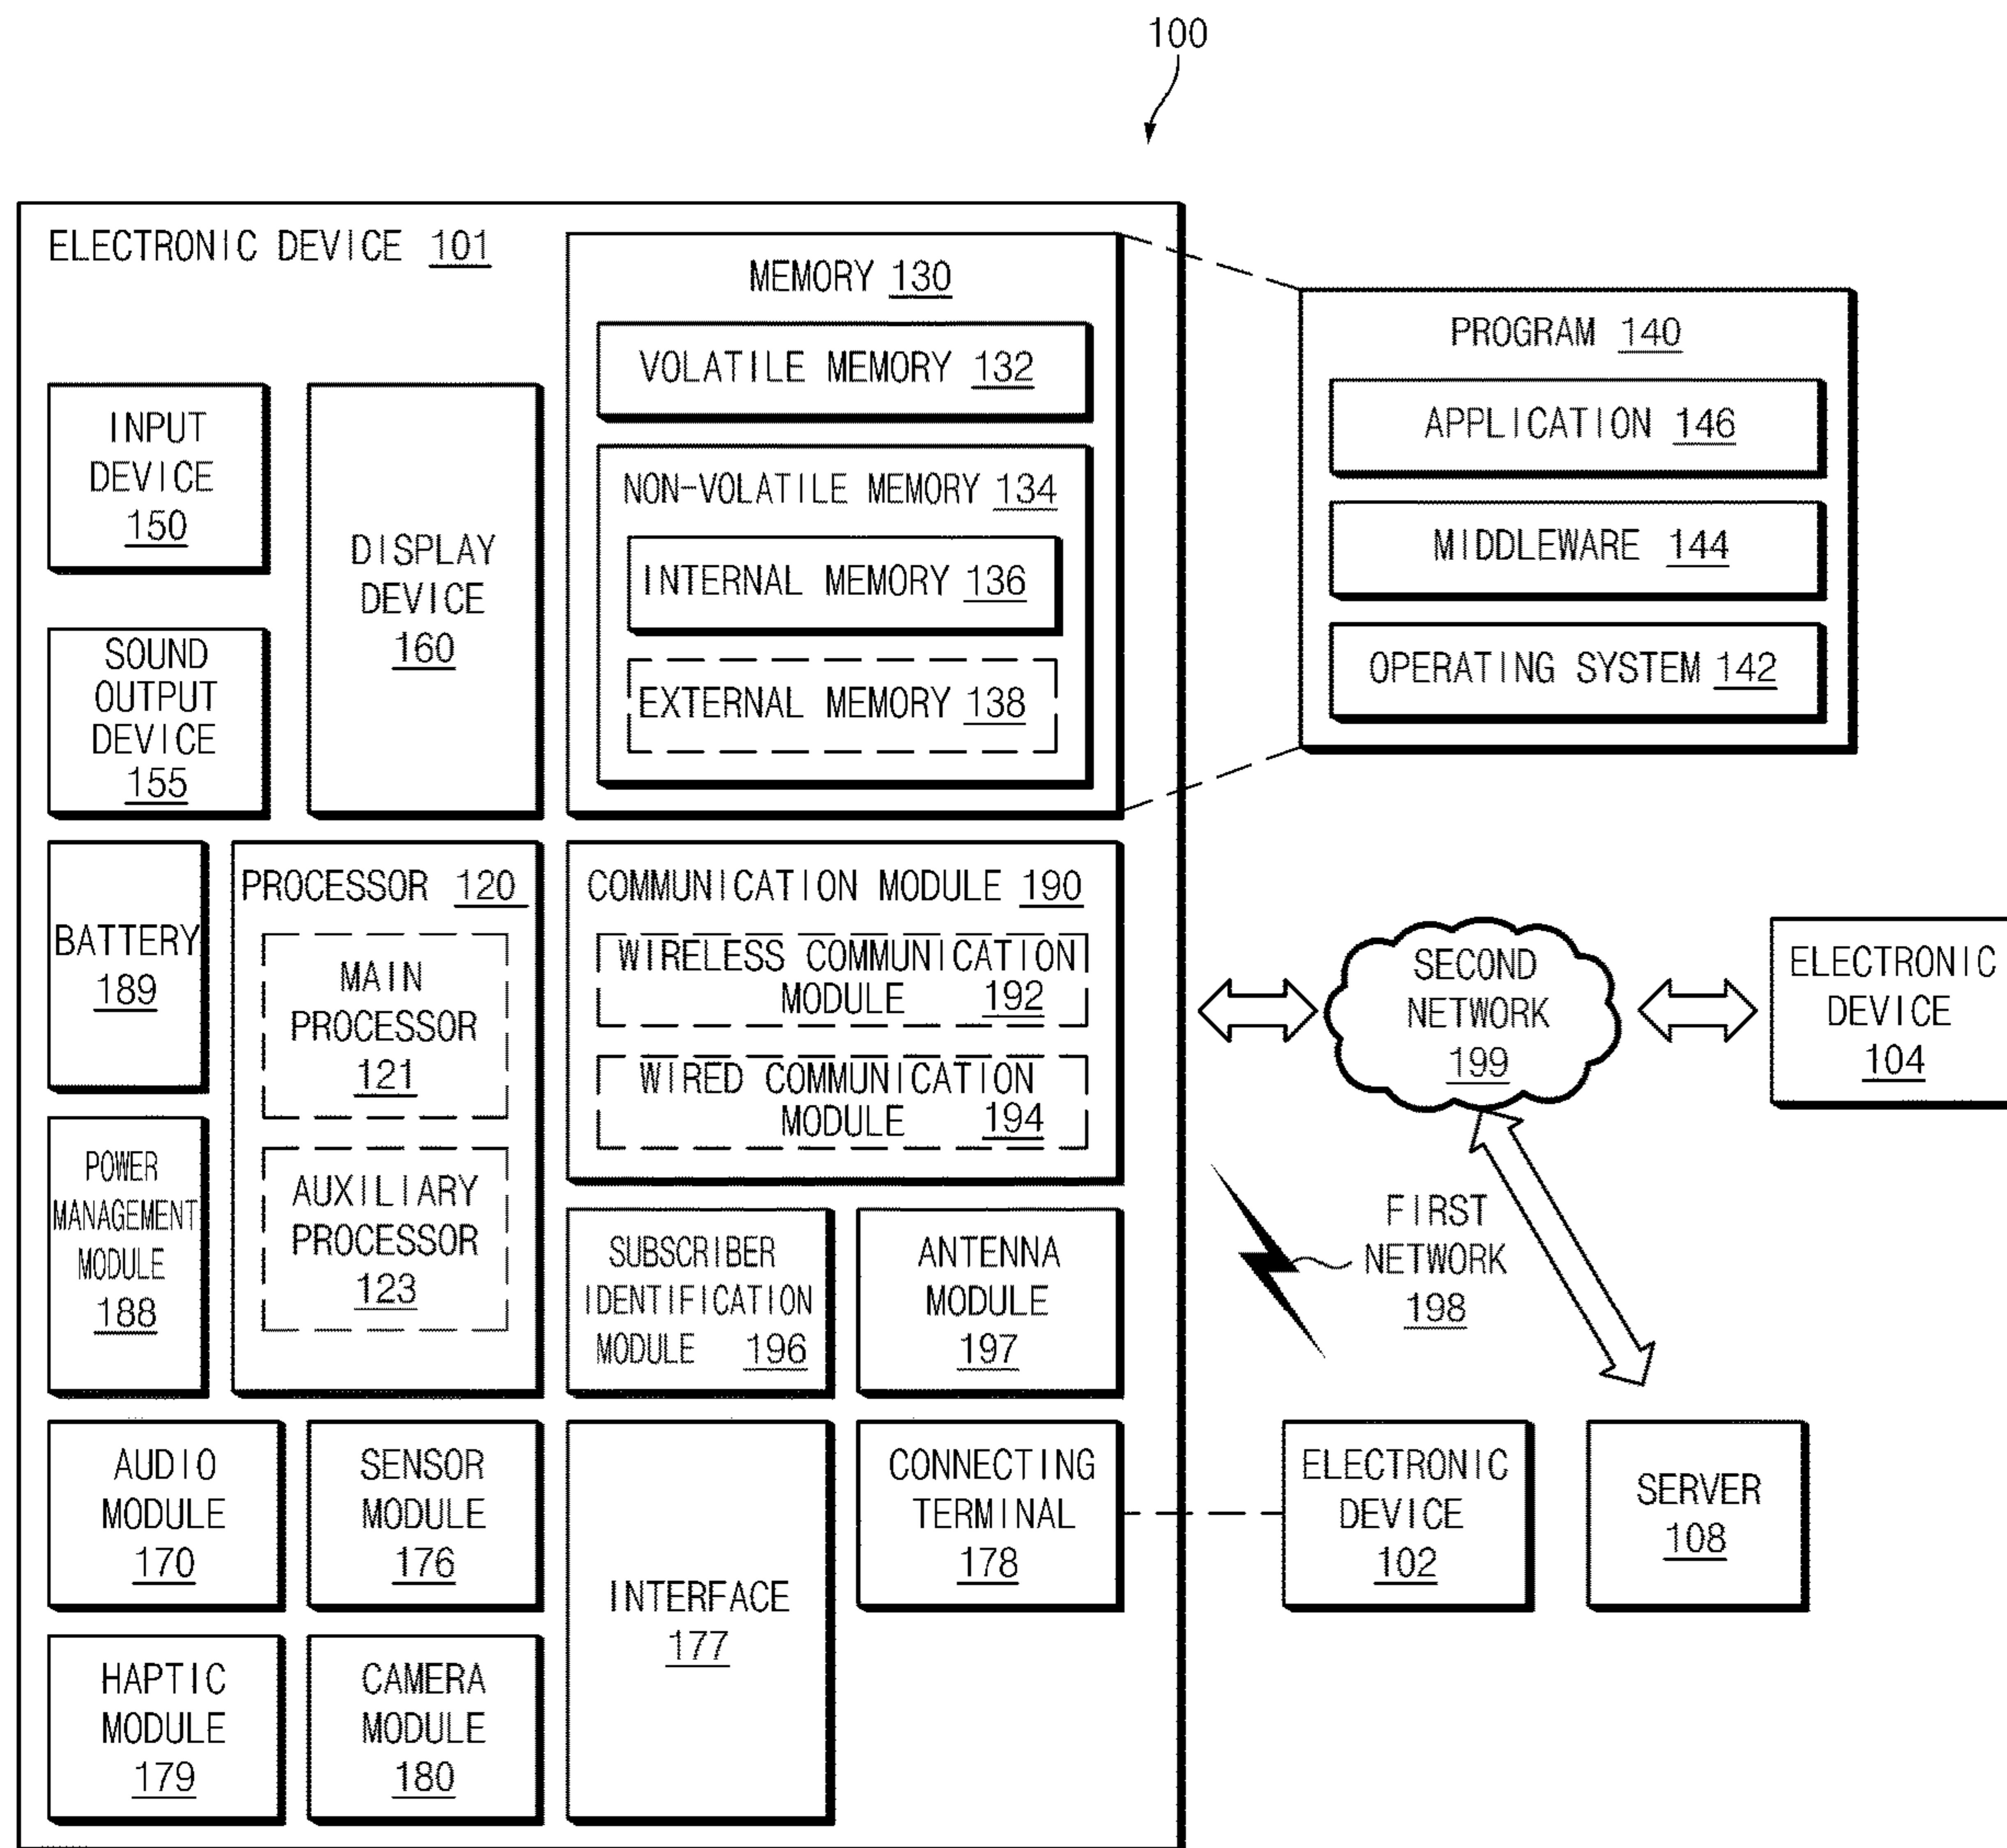 100
ELECTRONIC DEVICE 101
MEMORY 130
VOLATILE MEMORY 132
NON-VOLATILE MEMORY 134
INTERNAL MEMORY 136
EXTERNAL MEMORY 138
PROGRAM 140
APPLICATION 146
MIDDLEWARE 144
OPERATING SYSTEM 142
INPUT
DEVICE
150
SOUND
OUTPUT
DEVICE
155
DISPLAY
DEVICE
160
BATTERY
189
POWER
MANAGEMENT
MODULE
188
PROCESSOR 120
MAIN
PROCESSOR
121
AUXILIARY
PROCESSOR
123
COMMUNICATION MODULE 190
WIRELESS COMMUNICATION
MODULE 192
WIRED COMMUNICATION
MODULE 194
SUBSCRIBER
IDENTIFICATION
MODULE 196
ANTENNA
MODULE
197
SECOND
NETWORK
199
ELECTRONIC
DEVICE
104
FIRST
NETWORK
198
AUDIO
MODULE
170
SENSOR
MODULE
176
INTERFACE
177
CONNECTING
TERMINAL
178
ELECTRONIC
DEVICE
102
SERVER
108
HAPTIC
MODULE
179
CAMERA
MODULE
180